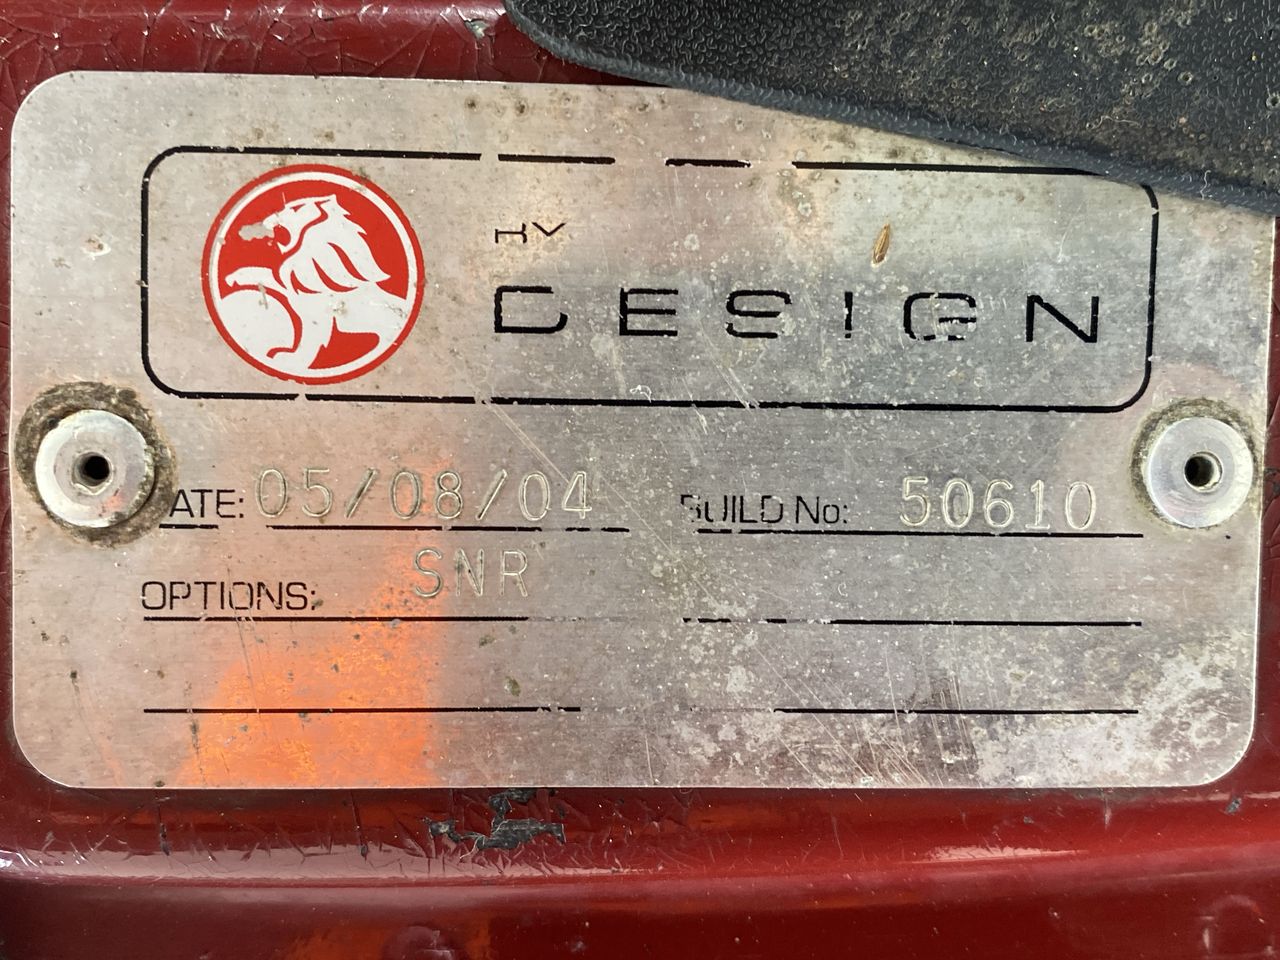 BY
DESIGN
DATE: 05/08/04 BUILD No: 50610
OPTIONS: SNR